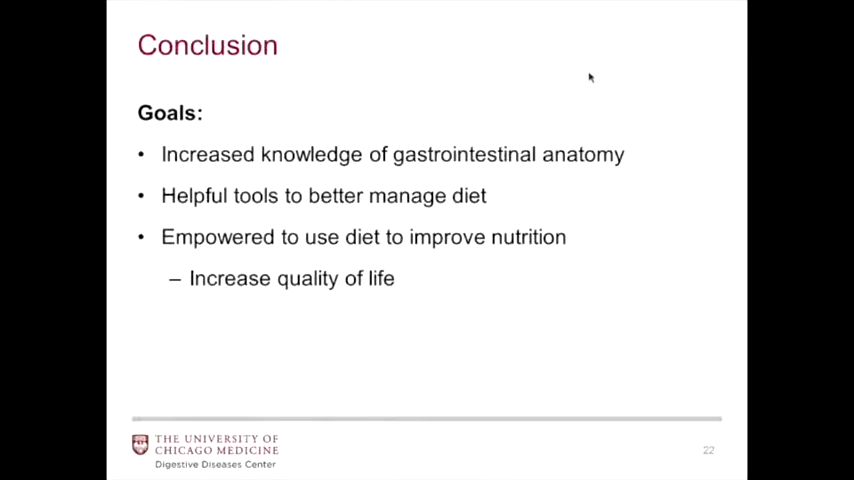 Conclusion
Goals:
• Increased knowledge of gastrointestinal anatomy
• Helpful tools to better manage diet
• Empowered to use diet to improve nutrition
– Increase quality of life
THE UNIVERSITY OF
CHICAGO MEDICINE
Digestive Diseases Center
22